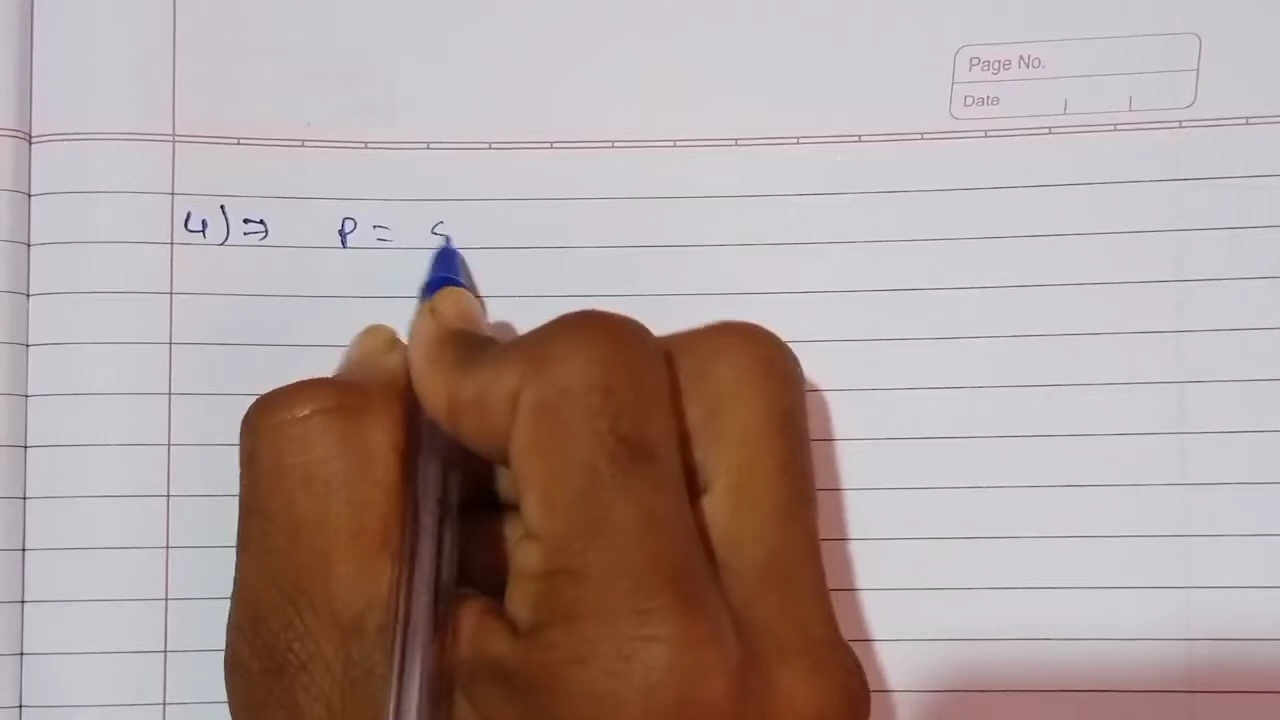 Page No.
Date
4) ⇒ P =